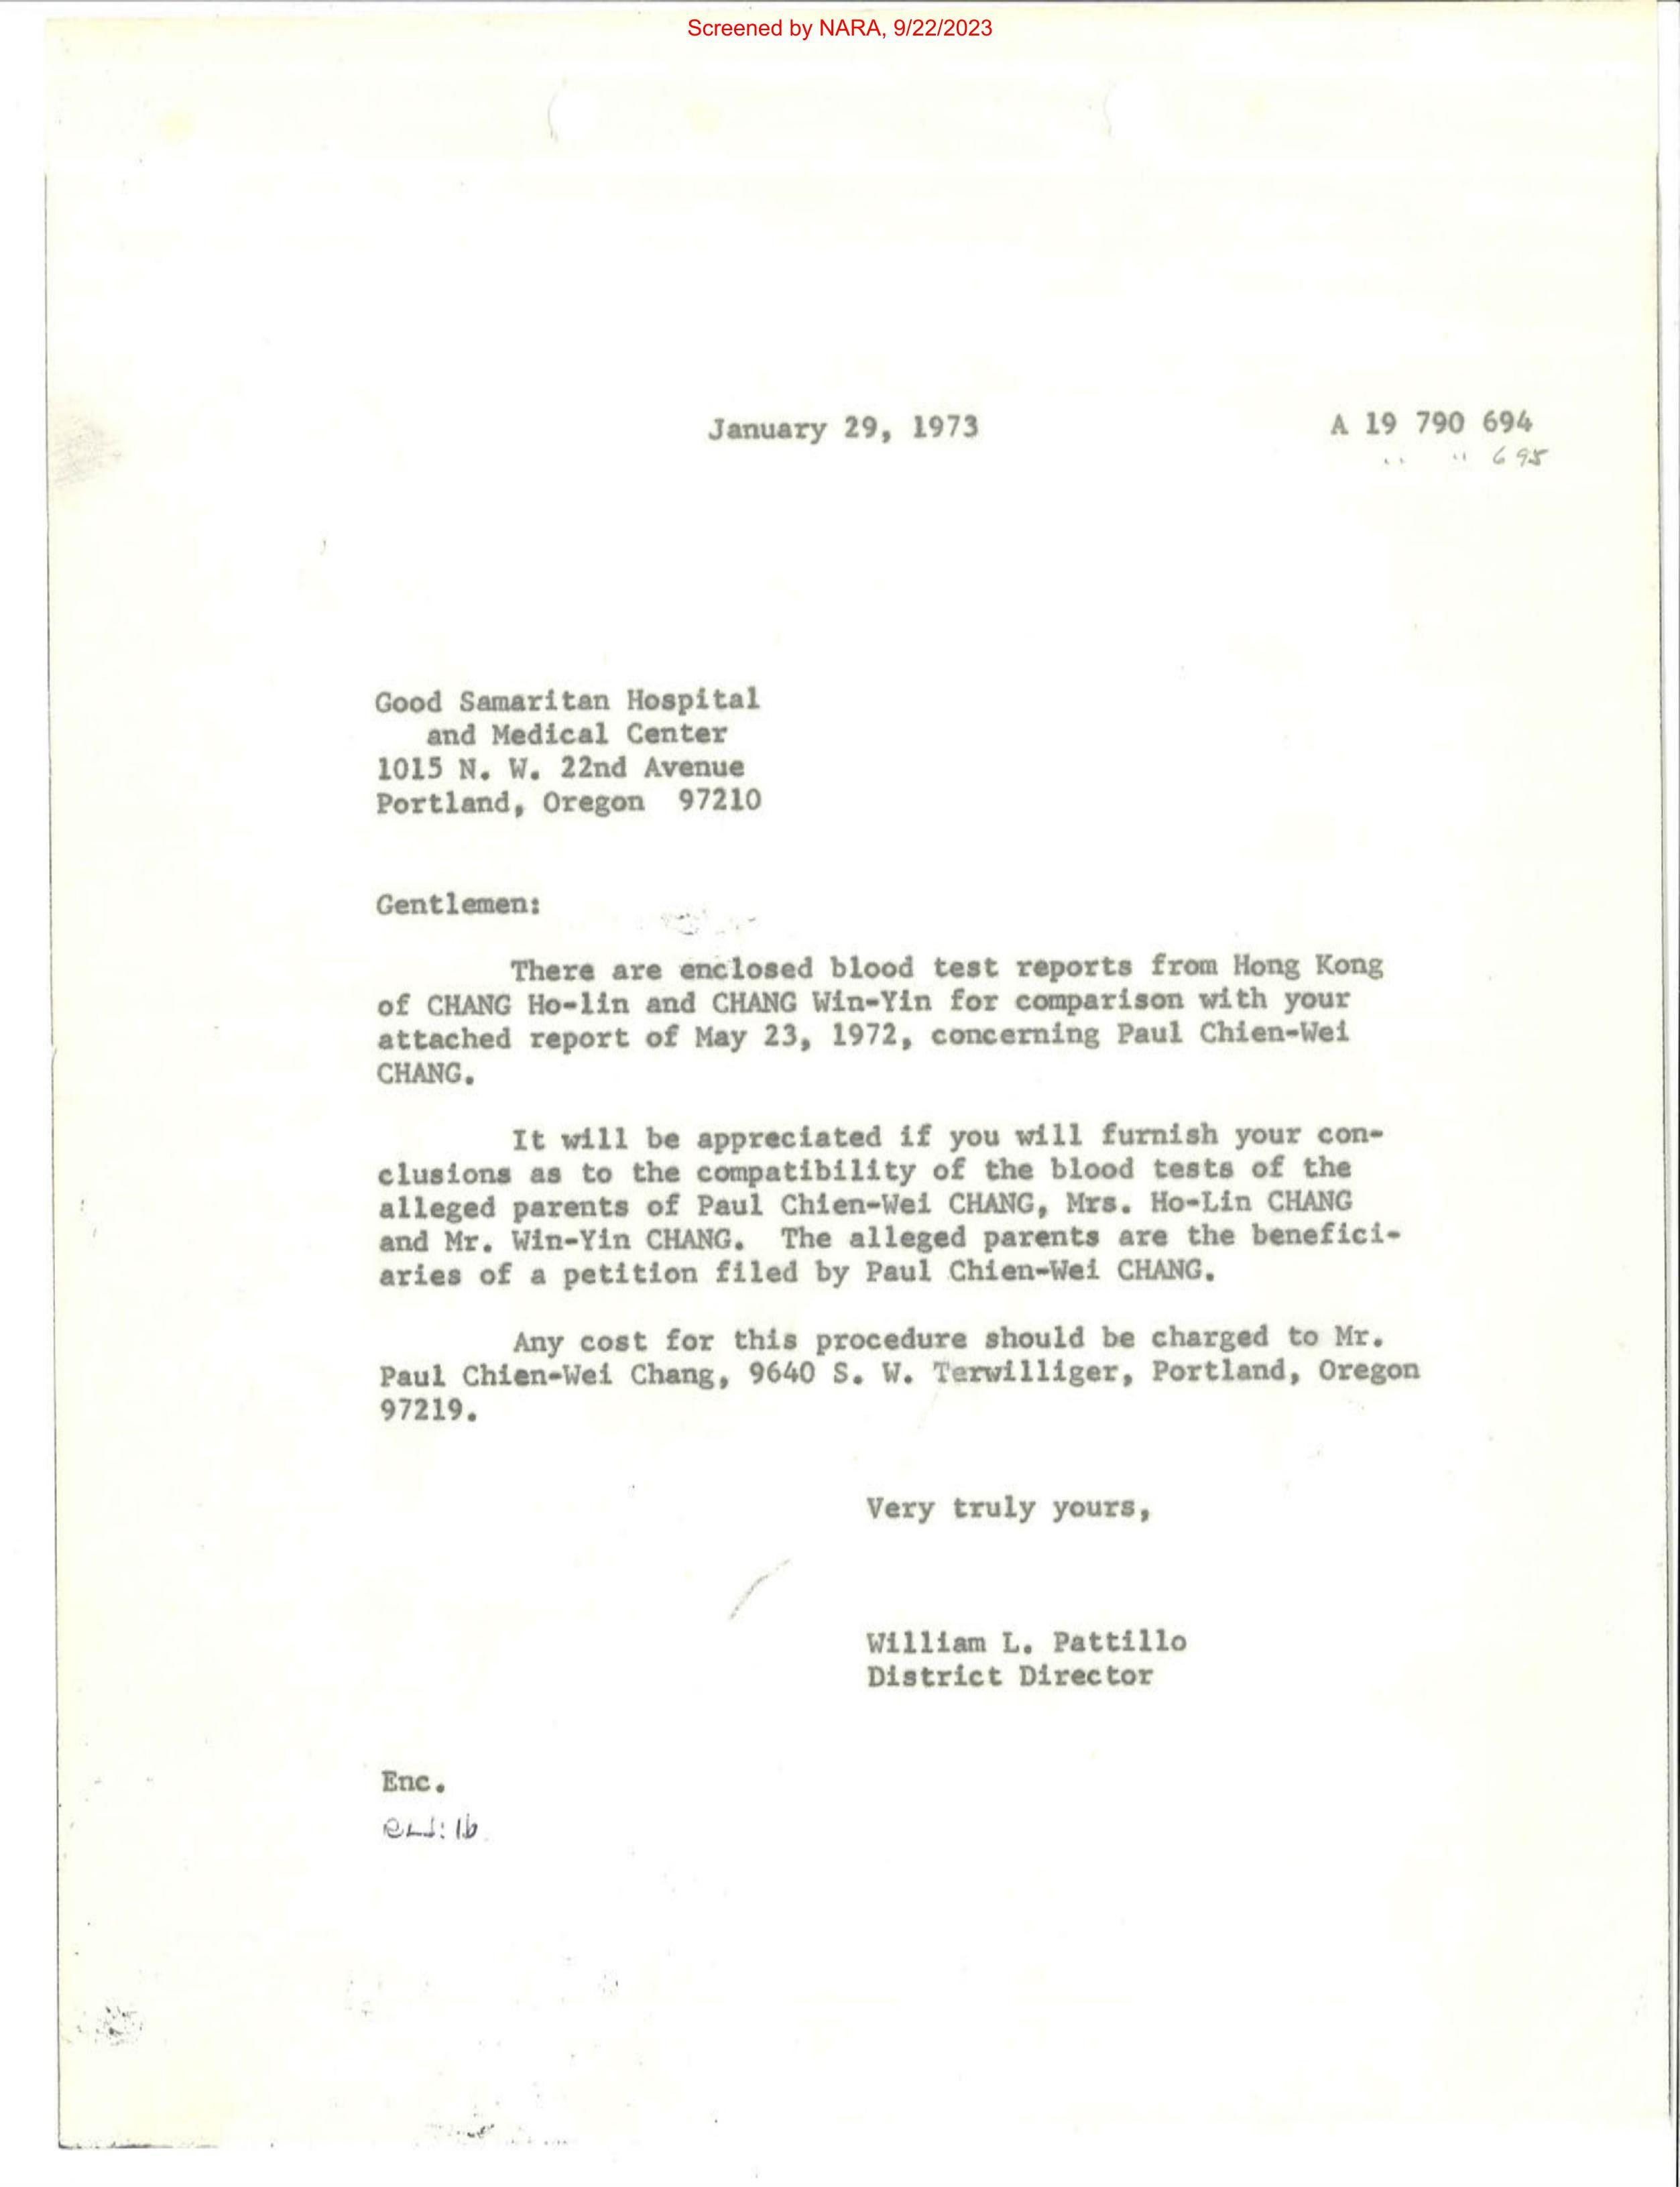 Screened by NARA, 9/22/2023
January 29, 1973
A 19 790 694
" " 695
Good Samaritan Hospital
and Medical Center
1015 N. W. 22nd Avenue
Portland, Oregon 97210
Gentlemen:
There are enclosed blood test reports from Hong Kong
of CHANG Ho-lin and CHANG Win-Yin for comparison with your
attached report of May 23, 1972, concerning Paul Chien-Wei
CHANG.
It will be appreciated if you will furnish your con-
clusions as to the compatibility of the blood tests of the
alleged parents of Paul Chien-Wei CHANG, Mrs. Ho-Lin CHANG
and Mr. Win-Yin CHANG. The alleged parents are the benefici-
aries of a petition filed by Paul Chien-Wei CHANG.
Any cost for this procedure should be charged to Mr.
Paul Chien-Wei Chang, 9640 S. W. Terwilliger, Portland, Oregon
97219.
Very truly yours,
William L. Pattillo
District Director
Enc.